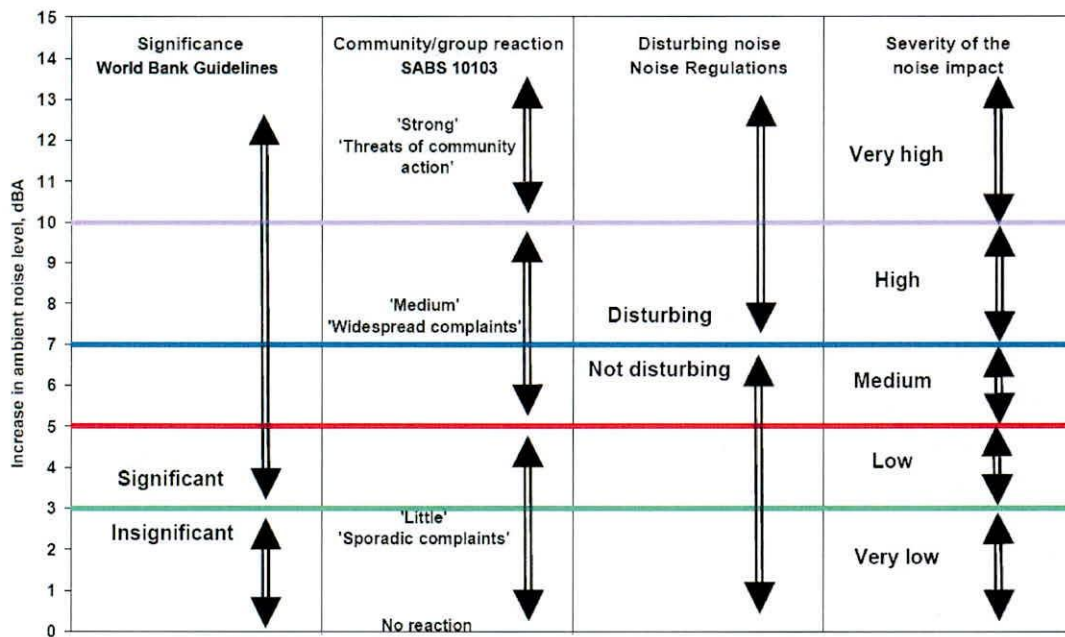 Increase in ambient noise level, dBA
15
14
13
12
11
10
9
8
7
6
5
4
3
2
1
0
Significance
World Bank Guidelines
Significant
Insignificant
Community/group reaction
SABS 10103
'Strong'
'Threats of community
action'
'Medium'
'Widespread complaints'
'Little'
'Sporadic complaints'
No reaction
Disturbing noise
Noise Regulations
Disturbing
Not disturbing
Severity of the
noise impact
Very high
High
Medium
Low
Very low